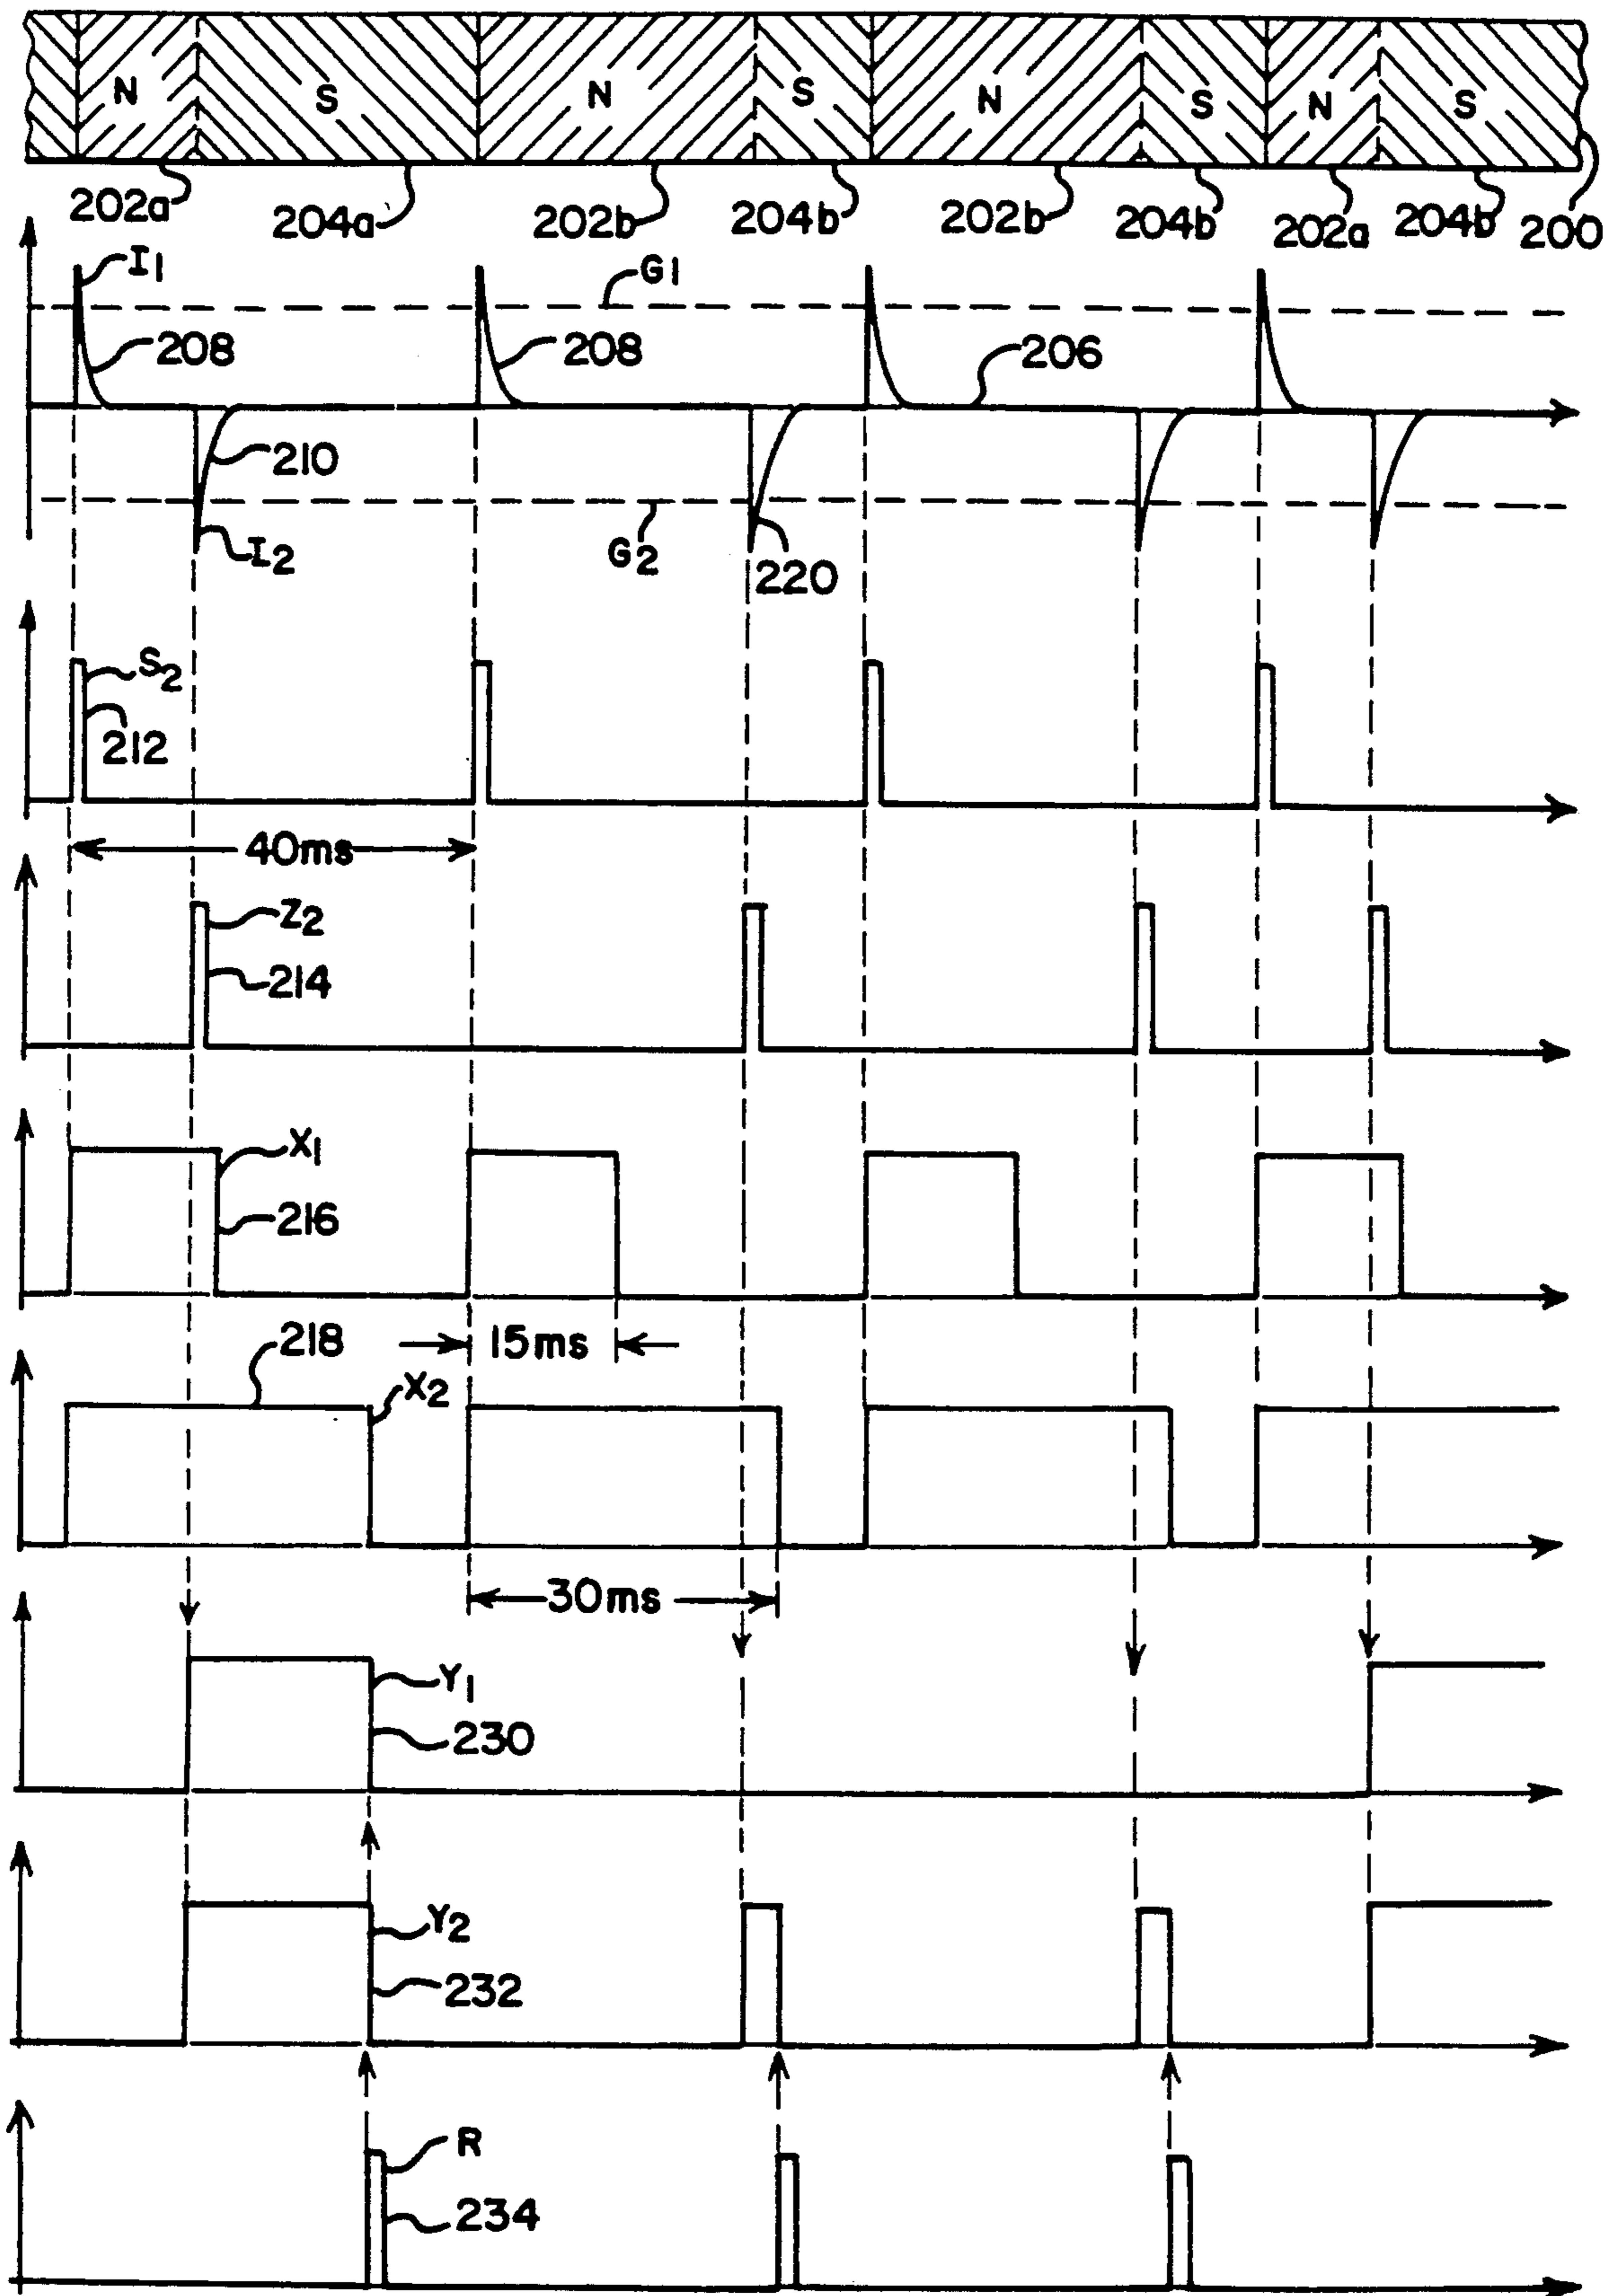 N S N S N S N S
202a 204a 202b 204b 202b 204b 202a 204b 200
I1 G1
208 208 206
210
I2 G2 220
S2
212
40ms
Z2
214
X1
216
15ms
218
X2
30ms
Y1
230
Y2
232
R
234